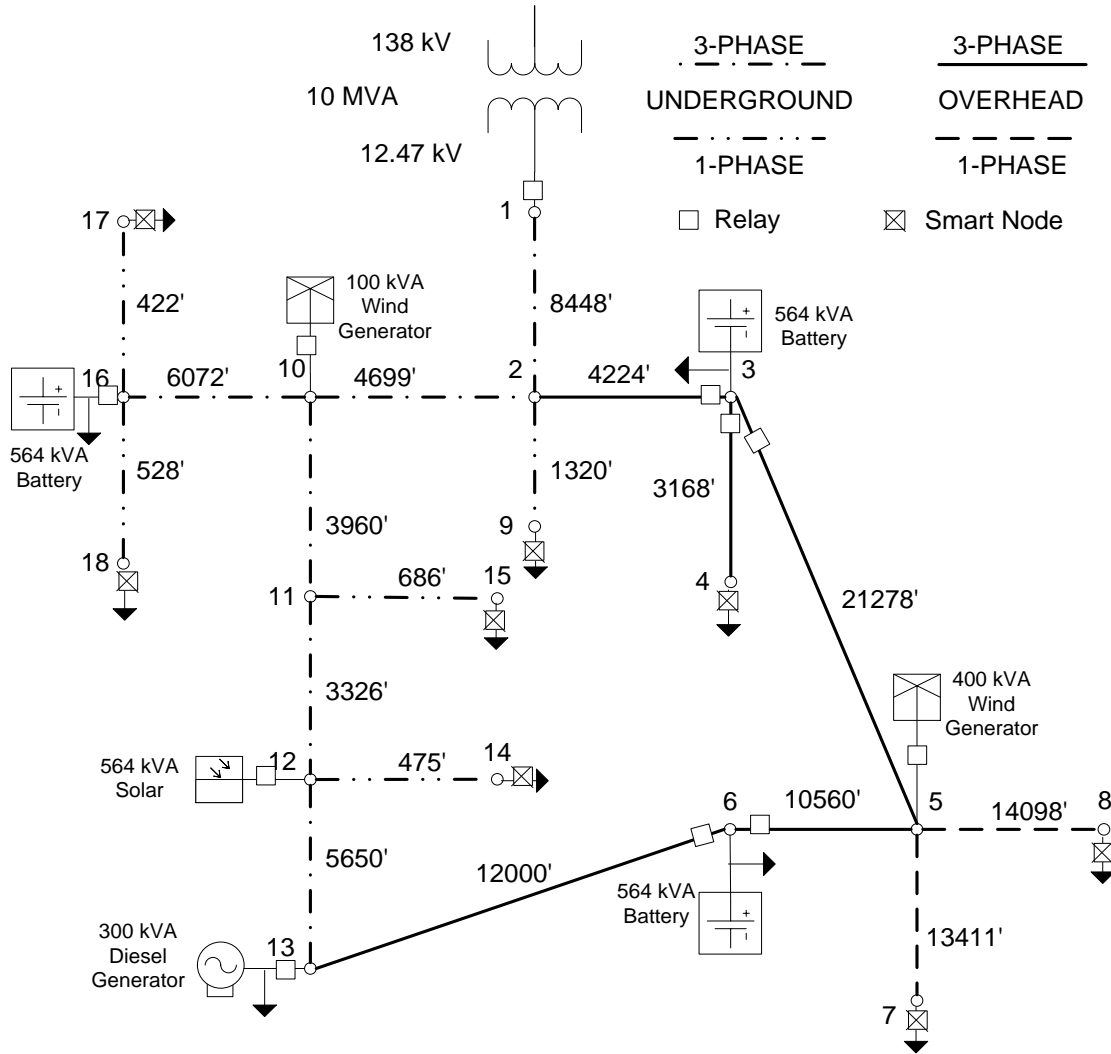 138 kV
10 MVA
12.47 kV
3-PHASE
UNDERGROUND
1-PHASE
3-PHASE
OVERHEAD
1-PHASE
Relay
Smart Node
1
17
422'
100 kVA
Wind
Generator
8448'
564 kVA
Battery
16
6072'
10
4699'
2
4224'
3
564 kVA
Battery
528'
3960'
1320'
3168'
18
9
4
11
686'
15
21278'
3326'
400 kVA
Wind
Generator
564 kVA
Solar
12
475'
14
6
10560'
5
14098'
8
5650'
12000'
564 kVA
Battery
13411'
300 kVA
Diesel
Generator
13
7